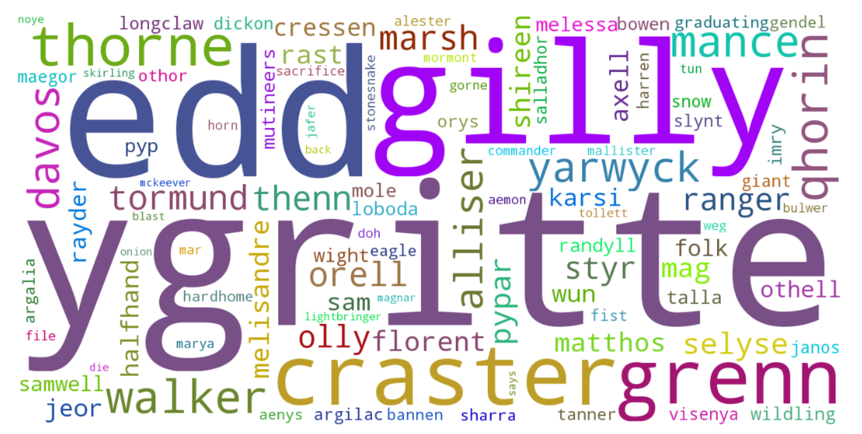 noye
longclaw
dickon
cressen
alester
marsh
melessa
bowen
graduating
gendel
thorne
rast
mormont
mance
maegor
skirling
othor
sacrifice
mutineers
stonesnake
edd
gilly
gorne
shireen
salladhor
axell
harren
tun
snow
slynt
qhorin
davos
horn
jafer
orys
pyp
back
commander
mallister
imry
mckeever
yarwyck
giant
rayder
tormund
thenn
mole
loboda
alliser
aemon
karsi
tollett
ranger
bulwer
blast
ygritte
onion
mar
doh
eagle
weg
melisandre
wight
orell
randyll
folk
argalia
halfhand
hardhome
sam
magnar
pypar
styr
mag
wun
talla
othell
file
marya
lightbringer
olly
florent
fist
matthos
selyse
janos
die
samwell
walker
craster
says
grenn
jeor
aenys
argilac
bannen
sharra
tanner
visenya
wildling